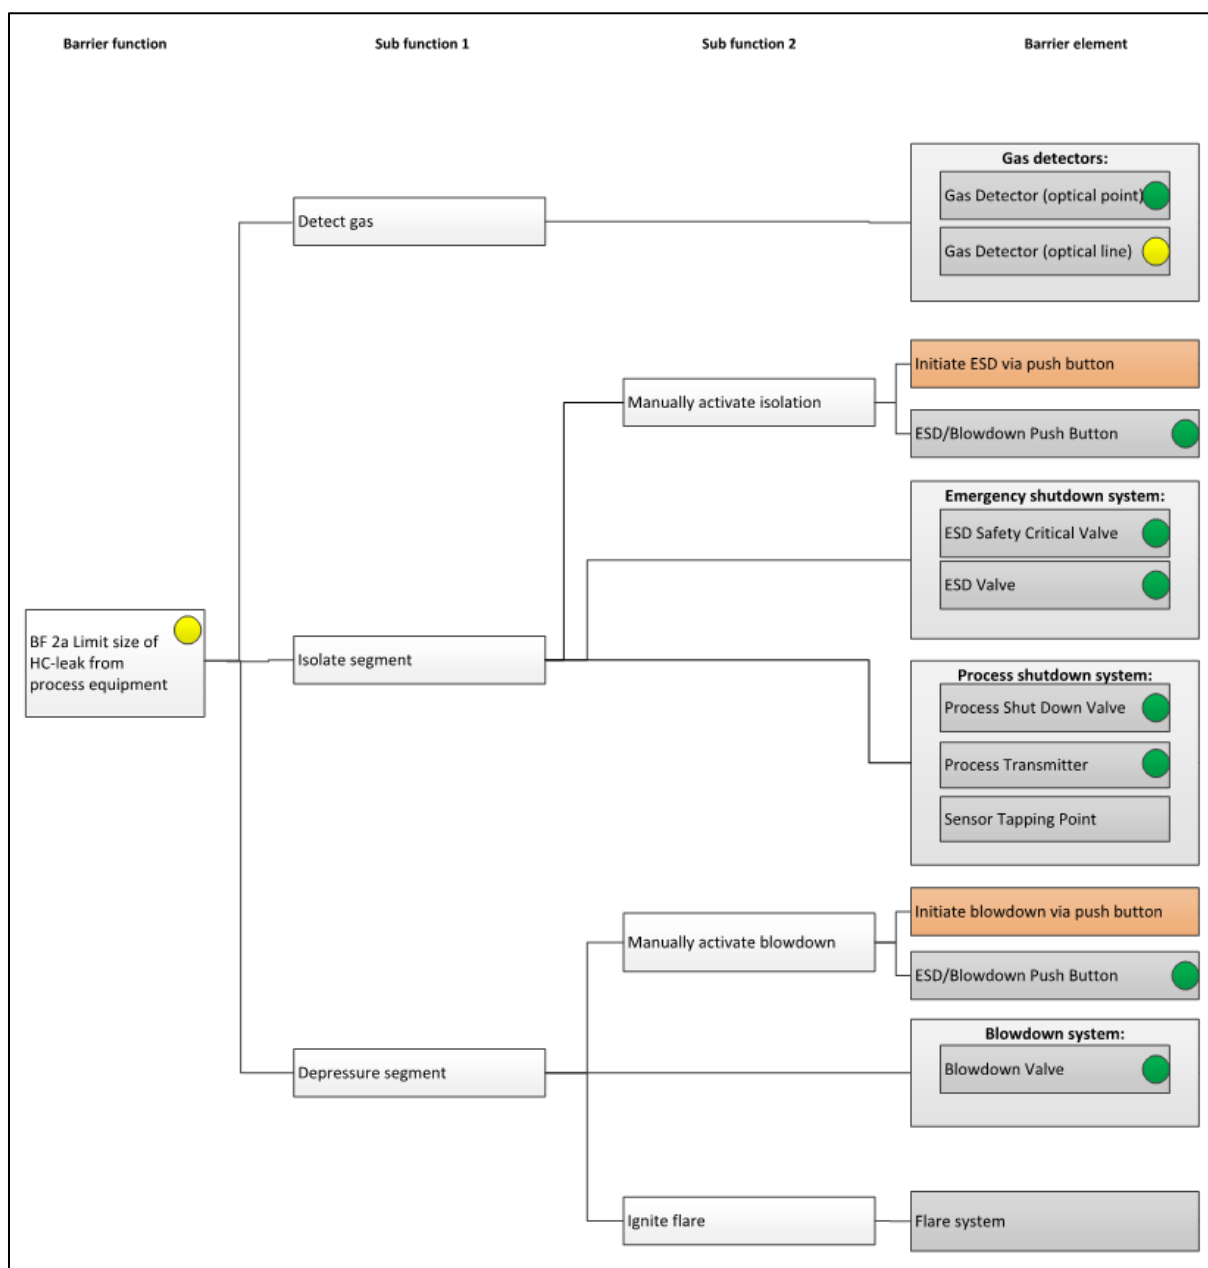 Barrier function
Sub function 1
Sub function 2
Barrier element
Gas detectors:
Gas Detector (optical point)
Detect gas
Gas Detector (optical line)
Initiate ESD via push button
Manually activate isolation
ESD/Blowdown Push Button
Emergency shutdown system:
ESD Safety Critical Valve
ESD Valve
BF 2a Limit size of
HC-leak from
process equipment
Isolate segment
Process shutdown system:
Process Shut Down Valve
Process Transmitter
Sensor Tapping Point
Initiate blowdown via push button
Manually activate blowdown
ESD/Blowdown Push Button
Blowdown system:
Depressure segment
Blowdown Valve
Ignite flare
Flare system